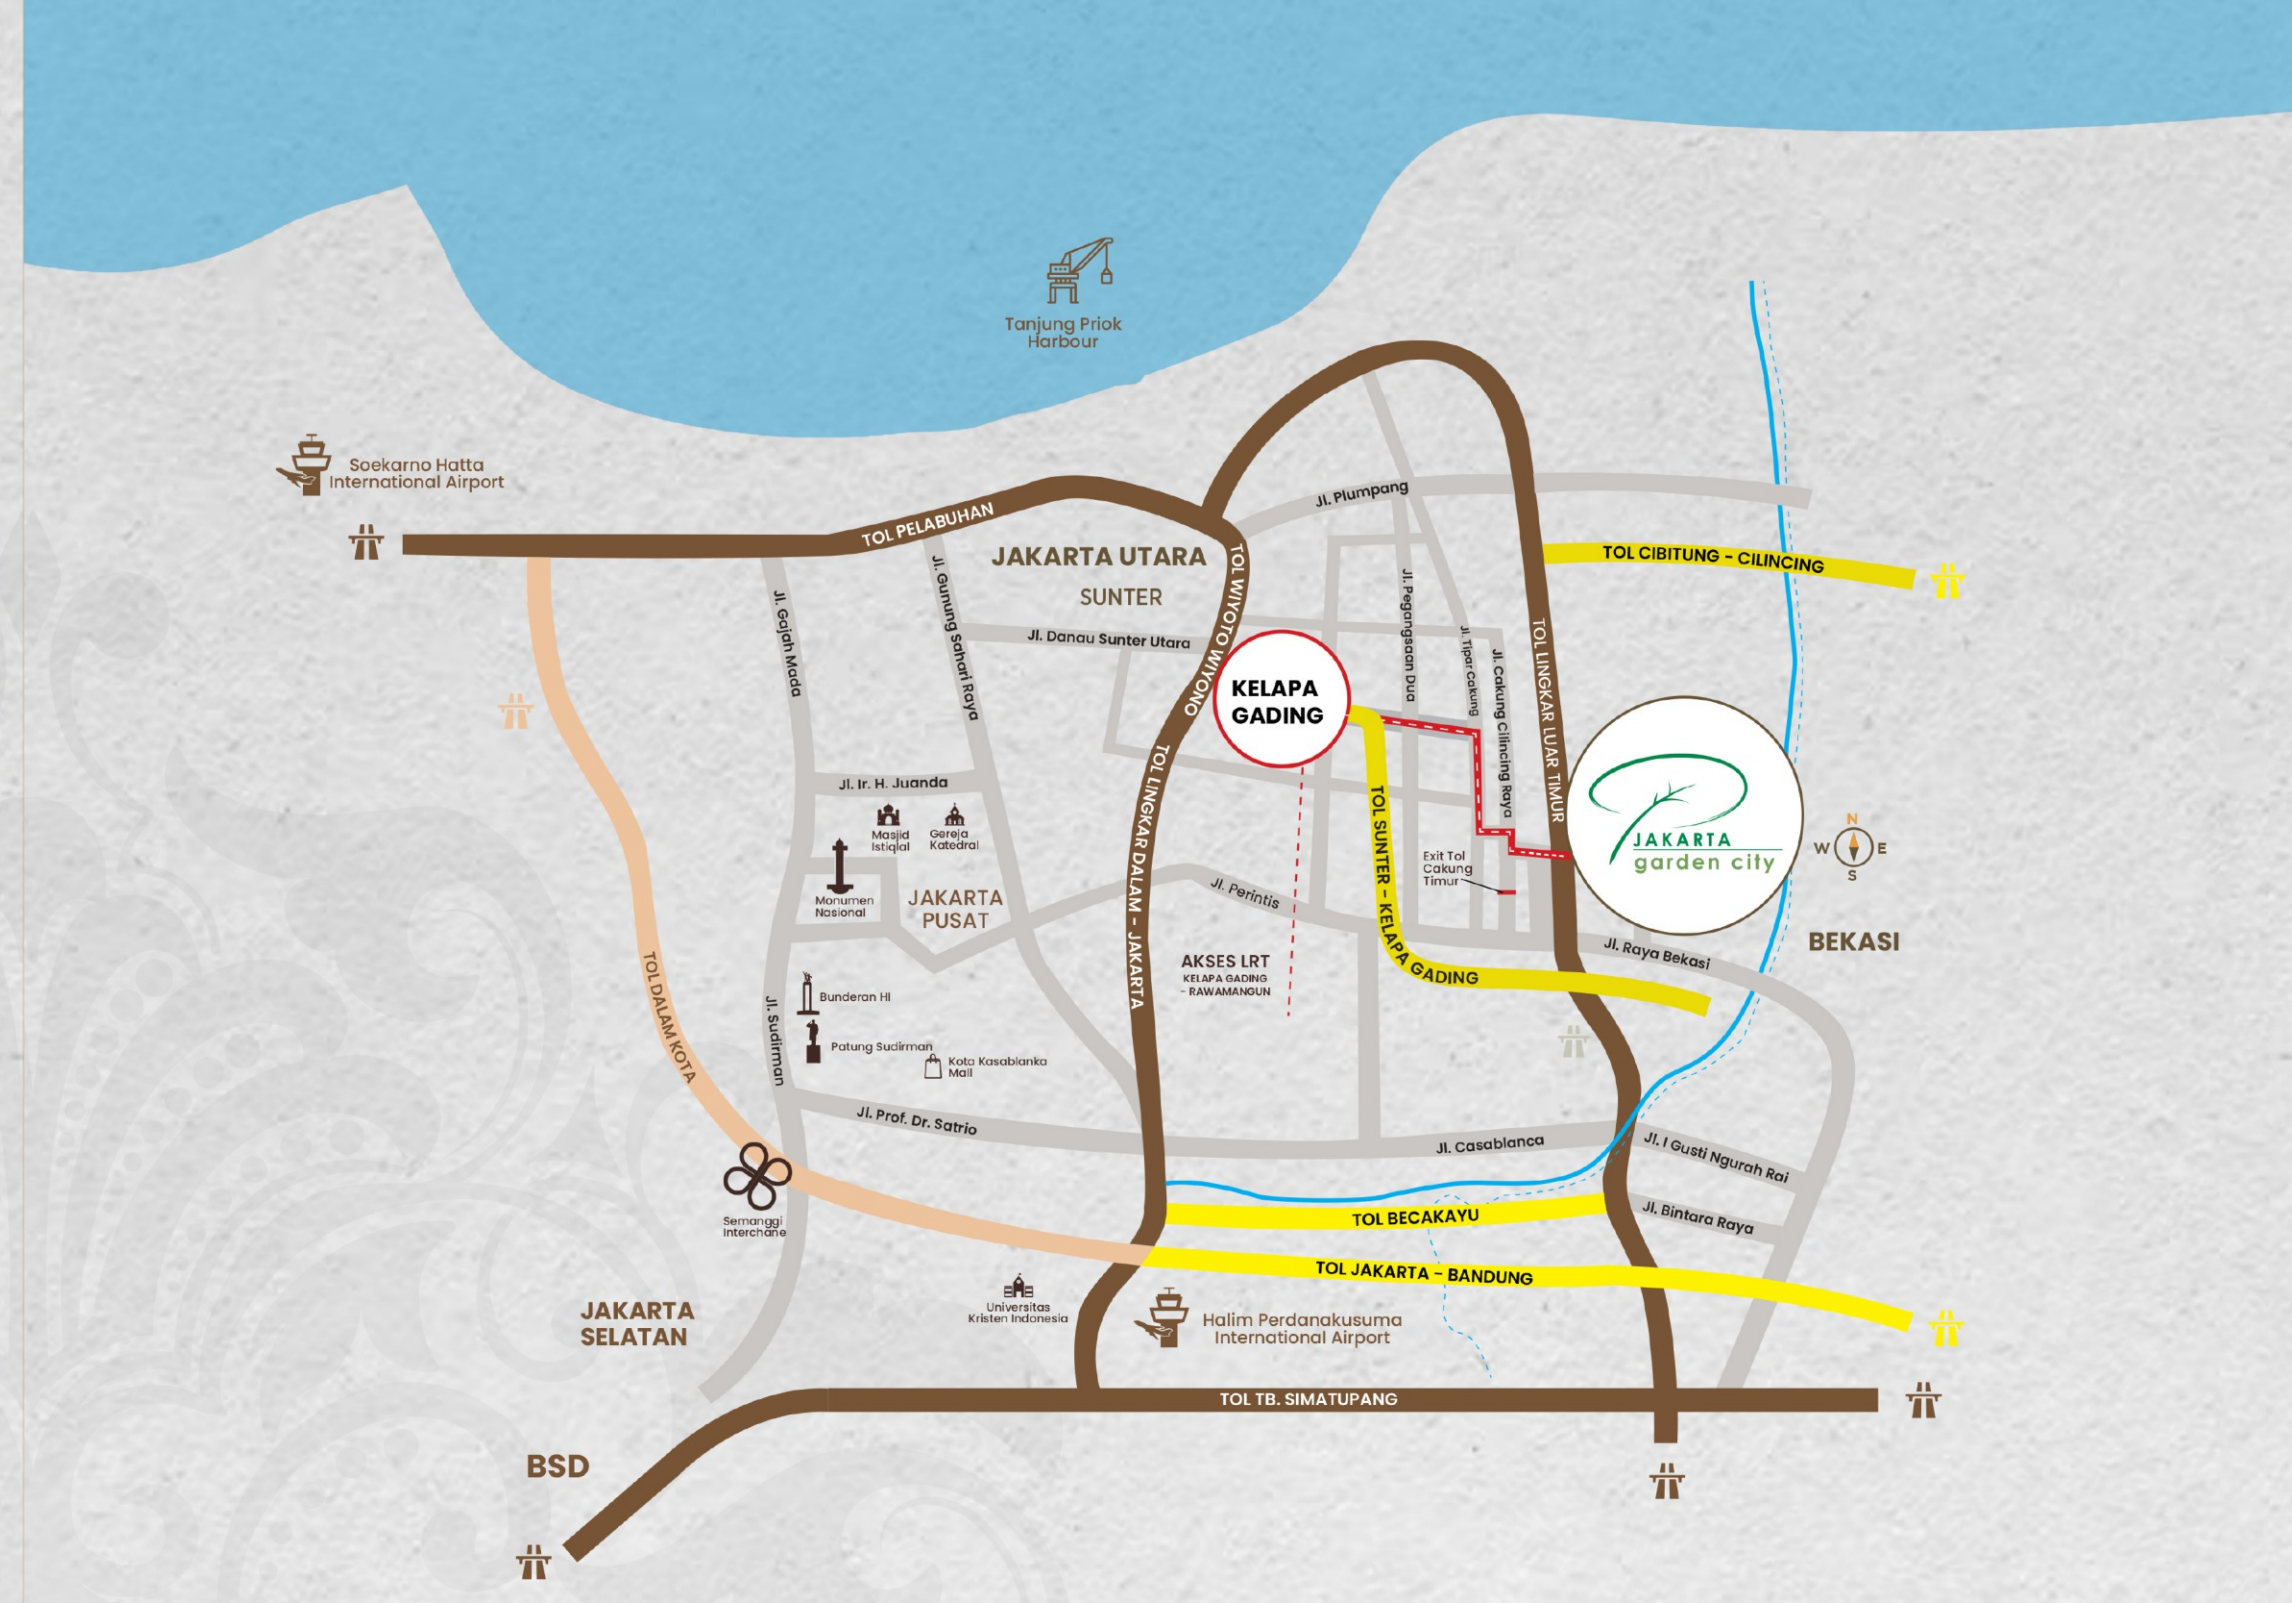 Tanjung Priok
Harbour
Soekarno Hatta
International Airport
TOL PELABUHAN
JAKARTA UTARA
SUNTER
Jl. Plumpang
TOL CIBITUNG - CILINCING
TOL WIYOTO WIYONO
Jl. Gajah Mada
Jl. Gunung Sahari Raya
Jl. Danau Sunter Utara
Jl. Pegangsaan Dua
Jl. Tipar Cakung
Jl. Cakung Cilincing Raya
TOL LINGKAR LUAR TIMUR
KELAPA
GADING
JAKARTA
garden city
N
W
E
S
BEKASI
Jl. Ir. H. Juanda
Masjid
Istiqlal
Gereja
Katedral
Monumen
Nasional
JAKARTA
PUSAT
TOL LINGKAR DALAM - JAKARTA
Jl. Perintis
TOL SUNTER - KELAPA GADING
Exit Tol
Cakung
Timur
Jl. Raya Bekasi
AKSES LRT
KELAPA GADING
- RAWAMANGUN
TOL DALAM KOTA
Jl. Sudirman
Bunderan HI
Patung Sudirman
Kota Kasablanka
Mall
Jl. Prof. Dr. Satrio
Jl. Casablanca
Jl. I Gusti Ngurah Rai
Jl. Bintara Raya
Semanggi
Interchane
TOL BECAKAYU
TOL JAKARTA - BANDUNG
Universitas
Kristen Indonesia
Halim Perdanakusuma
International Airport
JAKARTA
SELATAN
TOL TB. SIMATUPANG
BSD